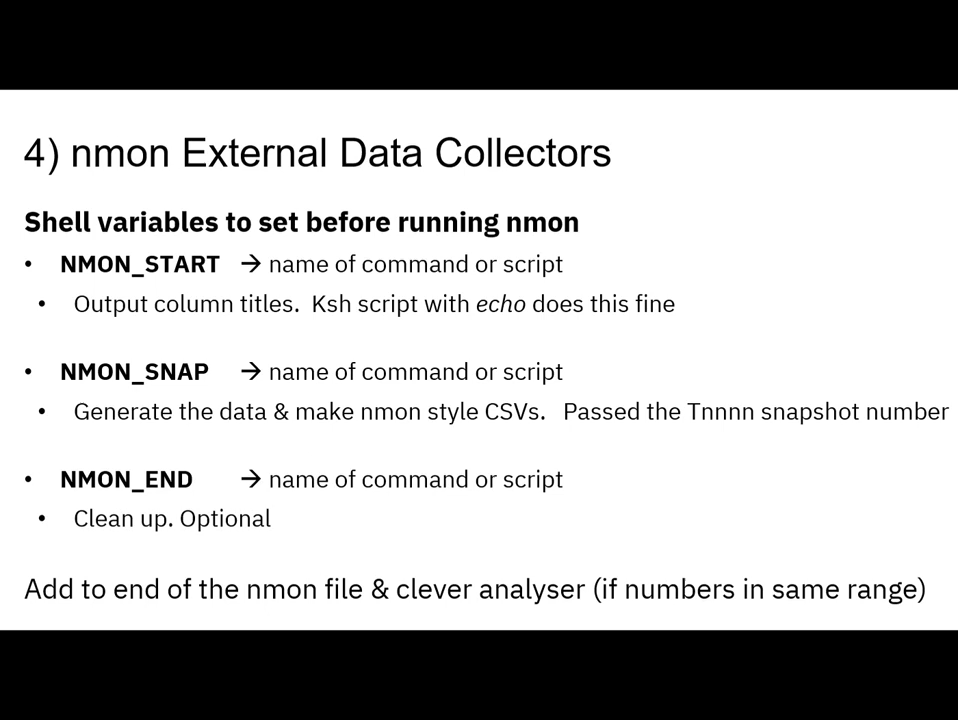 4) nmon External Data Collectors
Shell variables to set before running nmon
• NMON_START → name of command or script
• Output column titles. Ksh script with echo does this fine
• NMON_SNAP → name of command or script
• Generate the data & make nmon style CSVs. Passed the Tnnnn snapshot number
• NMON_END → name of command or script
• Clean up. Optional
Add to end of the nmon file & clever analyser (if numbers in same range)